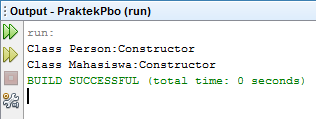 Output - PraktekPbo (run)
run:
Class Person:Constructor
Class Mahasiswa:Constructor
BUILD SUCCESSFUL (total time: 0 seconds)